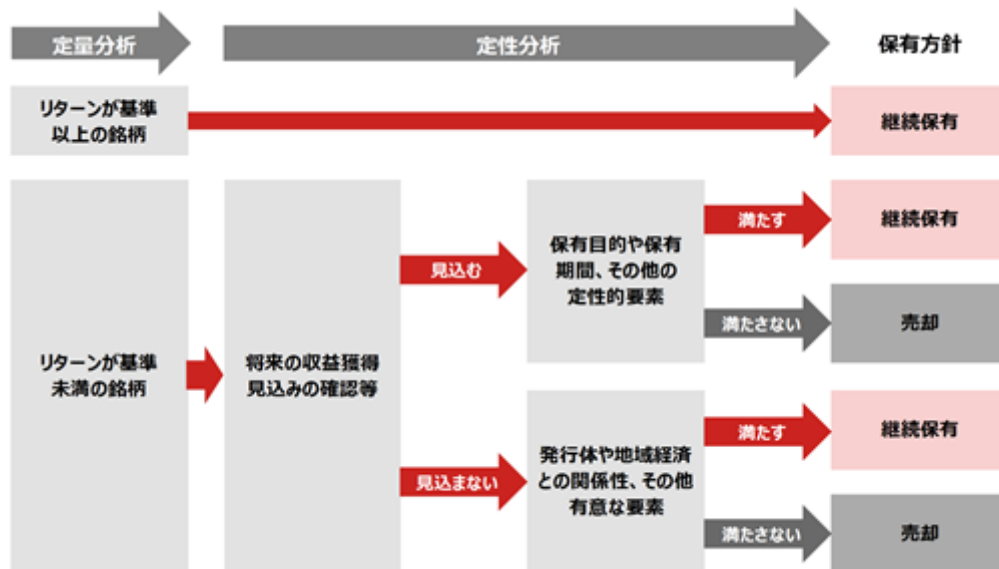 定量分析
定性分析
保有方針
リターンが基準
以上の銘柄
継続保有
リターンが基準
未満の銘柄
将来の収益獲得
見込みの確認等
見込む
保有目的や保有
期間、その他の
定性的要素
満たす
継続保有
満たさない
売却
見込まない
発行体や地域経済
との関係性、その他
有意な要素
満たす
継続保有
満たさない
売却